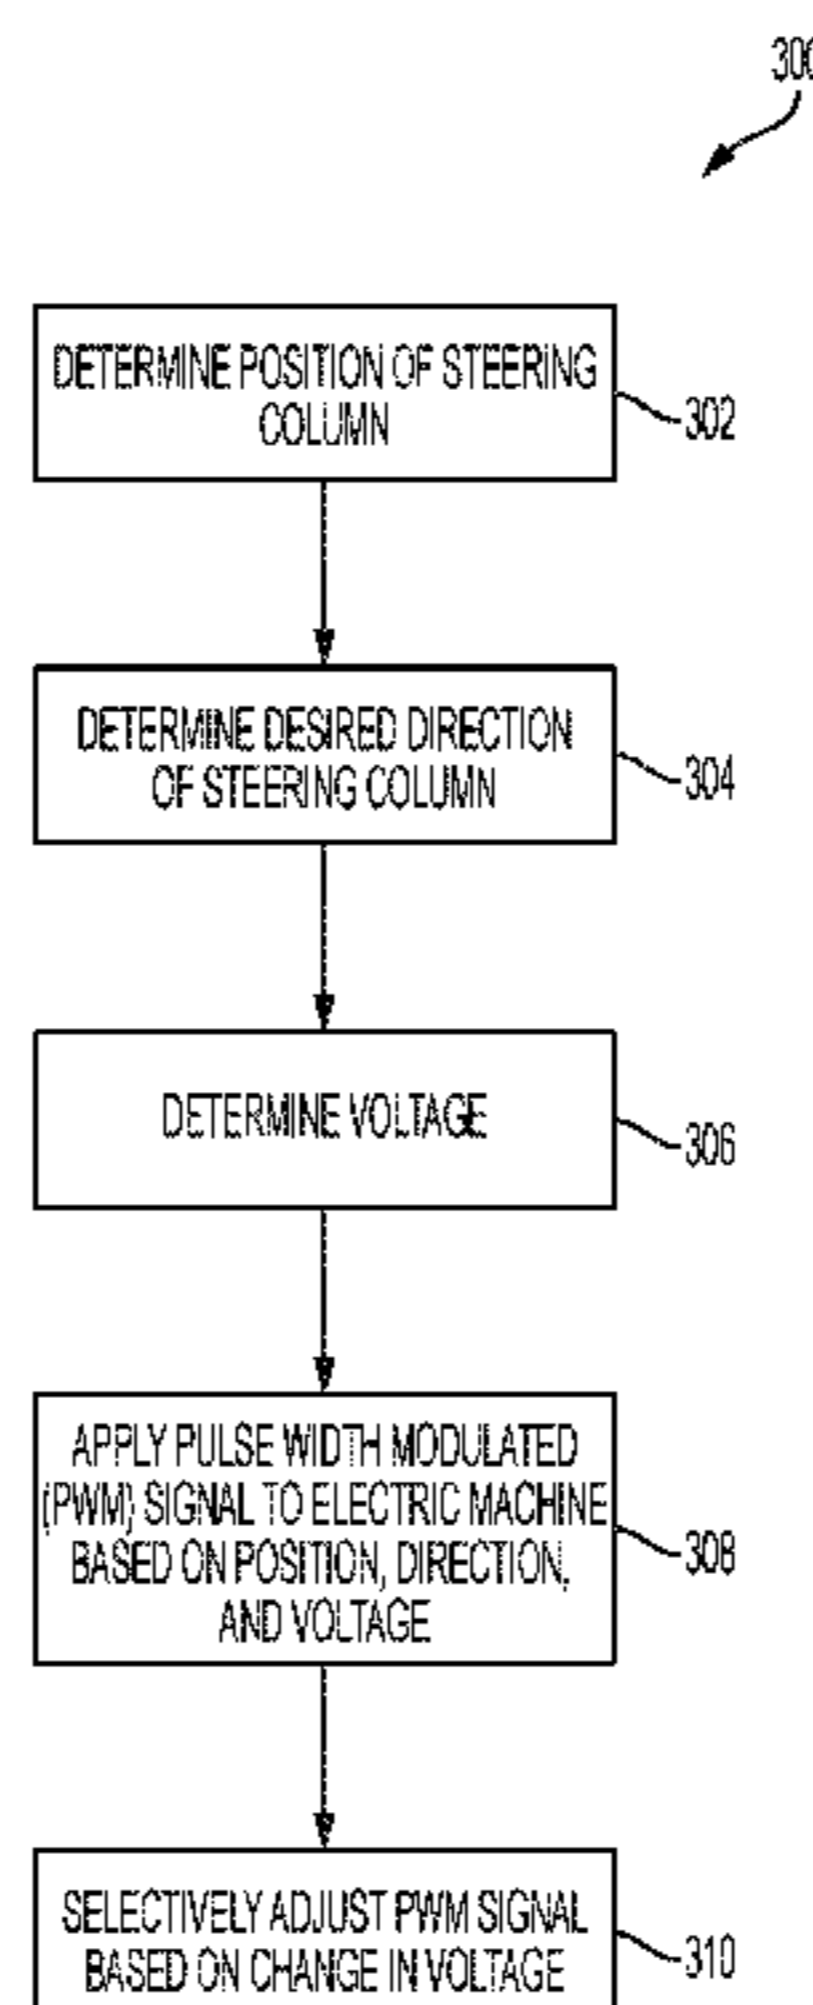 300
DETERMINE POSITION OF STEERING
COLUMN
302
DETERMINE DESIRED DIRECTION
OF STEERING COLUMN
304
DETERMINE VOLTAGE
306
APPLY PULSE WIDTH MODULATED
(PWM) SIGNAL TO ELECTRIC MACHINE
BASED ON POSITION, DIRECTION,
AND VOLTAGE
308
SELECTIVELY ADJUST PWM SIGNAL
BASED ON CHANGE IN VOLTAGE
310